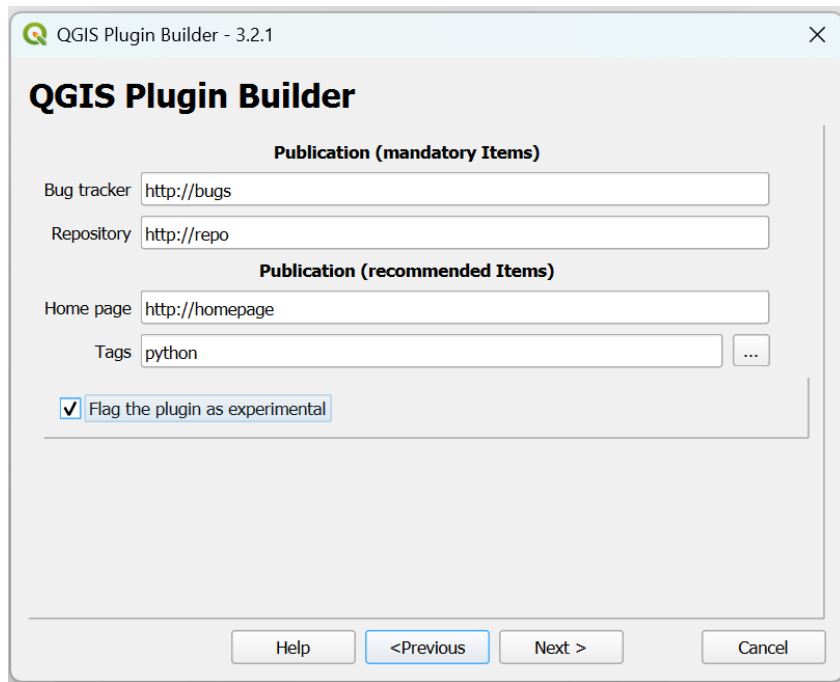 QGIS Plugin Builder - 3.2.1
QGIS Plugin Builder
Publication (mandatory Items)
Bug tracker http://bugs
Repository http://repo
Publication (recommended Items)
Home page http://homepage
Tags python ...
Flag the plugin as experimental
Help <Previous Next > Cancel